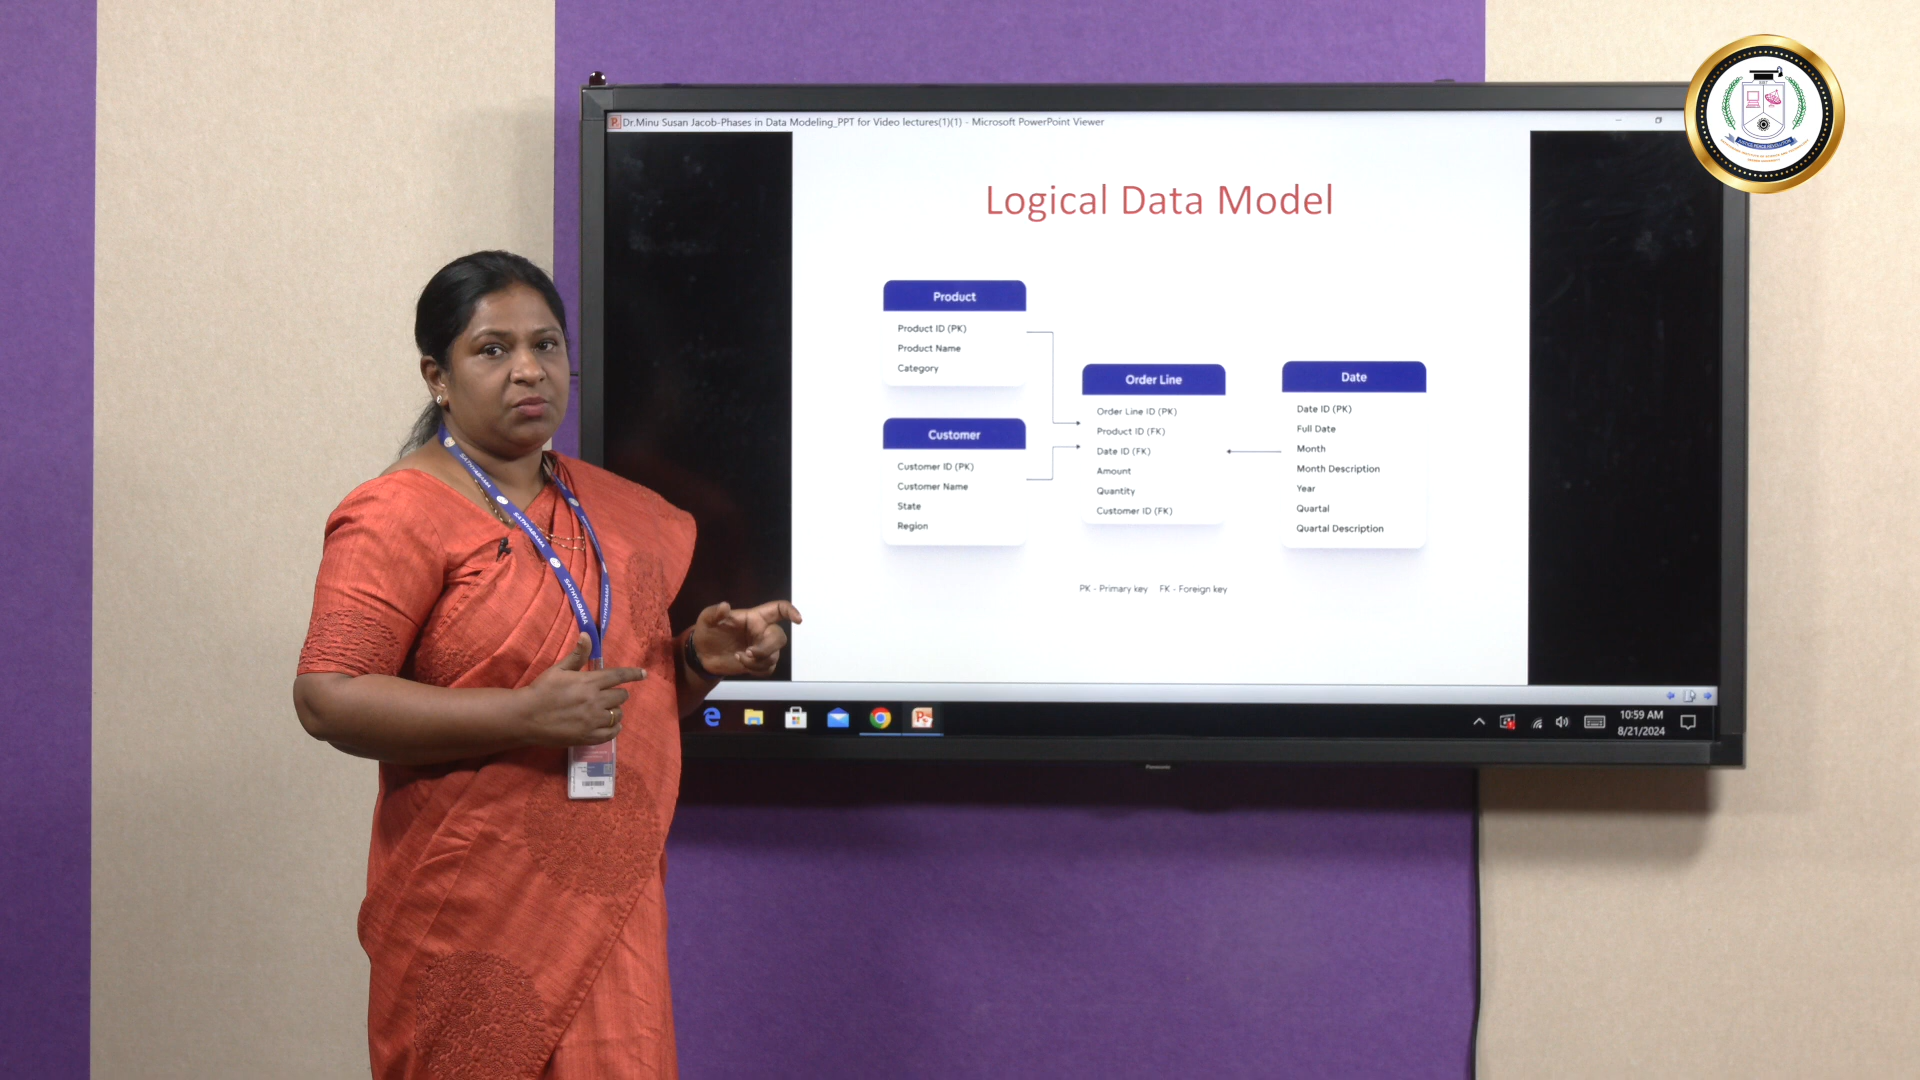 Dr.Minu Susan Jacob-Phases in Data Modeling_PPT for Video lectures(1)(1) - Microsoft PowerPoint Viewer
Logical Data Model
Product
Product ID (PK)
Product Name
Category
Customer
Customer ID (PK)
Customer Name
State
Region
Order Line
Order Line ID (PK)
Product ID (FK)
Date ID (FK)
Amount
Quantity
Customer ID (FK)
Date
Date ID (PK)
Full Date
Month
Month Description
Year
Quartal
Quartal Description
PK - Primary key FK - Foreign key
10:59 AM
8/21/2024
Panasonic
SATHYABAMA
SATHYABAMA
SATHYABAMA